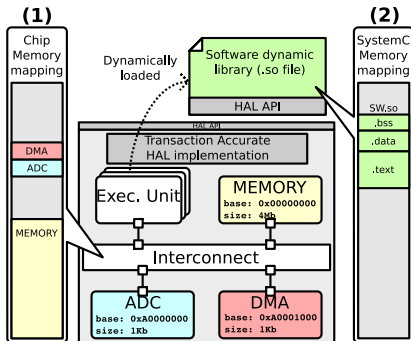 (1)
Chip
Memory
mapping
DMA
ADC
MEMORY
Dynamically
loaded
Software dynamic
library (.so file)
HAL API
HAL API
Transaction Accurate
HAL implementation
Exec. Unit
MEMORY
base: 0x00000000
size: 4Mb
Interconnect
ADC
base: 0xA0000000
size: 1Kb
DMA
base: 0xA0001000
size: 1Kb
(2)
SystemC
Memory
mapping
SW.so
.bss
.data
.text